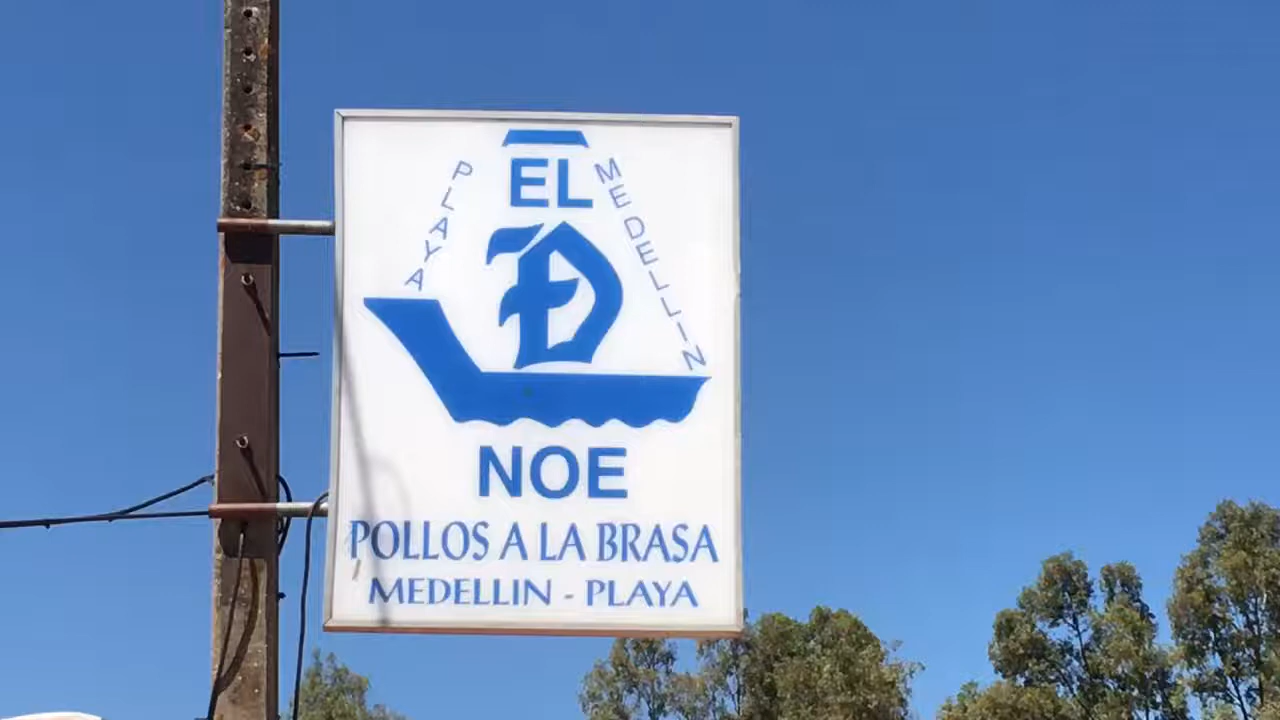 EL
PLAYA
MEDELLIN
D
NOE
POLLOS A LA BRASA
MEDELLIN - PLAYA